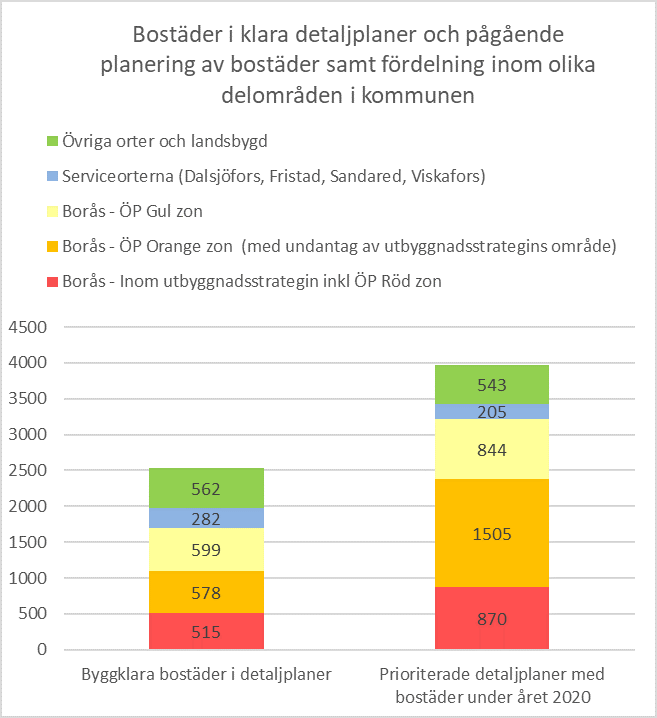 Bostäder i klara detaljplaner och pågående
planering av bostäder samt fördelning inom olika
delområden i kommunen
Övriga orter och landsbygd
Serviceorterna (Dalsjöfors, Fristad, Sandared, Viskafors)
Borås - ÖP Gul zon
Borås - ÖP Orange zon (med undantag av utbyggnadsstrategins område)
Borås - Inom utbyggnadsstrategin inkl ÖP Röd zon
4500
4000
3500
3000
2500
2000
1500
1000
500
0
562
282
599
578
515
543
205
844
1505
870
Byggklara bostäder i detaljplaner
Prioriterade detaljplaner med
bostäder under året 2020